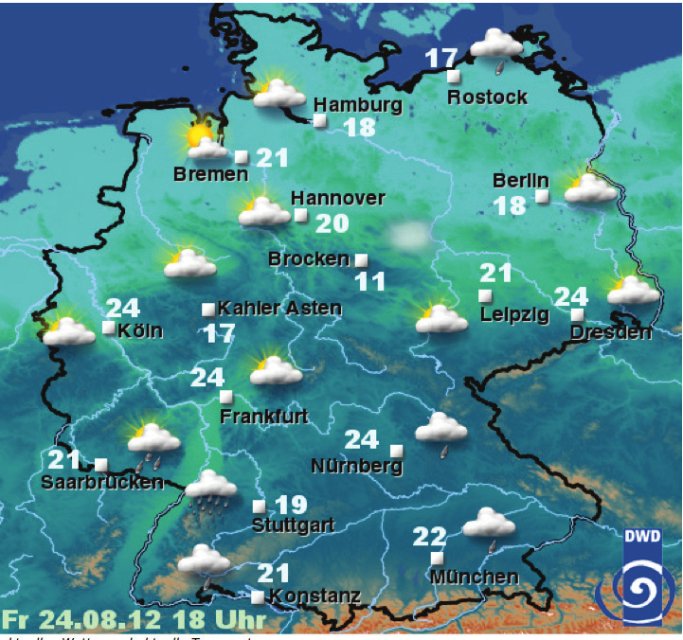 17
Rostock
Hamburg
18
21
Bremen
Berlin
18
Hannover
20
Brocken
11
21
Leipzig
24
Dresden
24
Köln
Kahler Asten
17
24
Frankfurt
24
Nürnberg
21
Saarbrücken
19
Stuttgart
22
München
DWD
21
Konstanz
Fr 24.08.12 18 Uhr